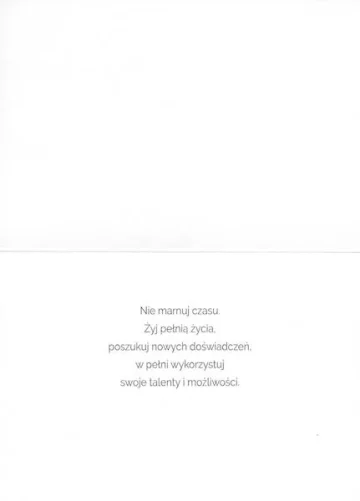 Nie marnuj czasu.
Żyj pełnią życia,
poszukuj nowych doświadczeń,
w pełni wykorzystuj
swoje talenty i możliwości.